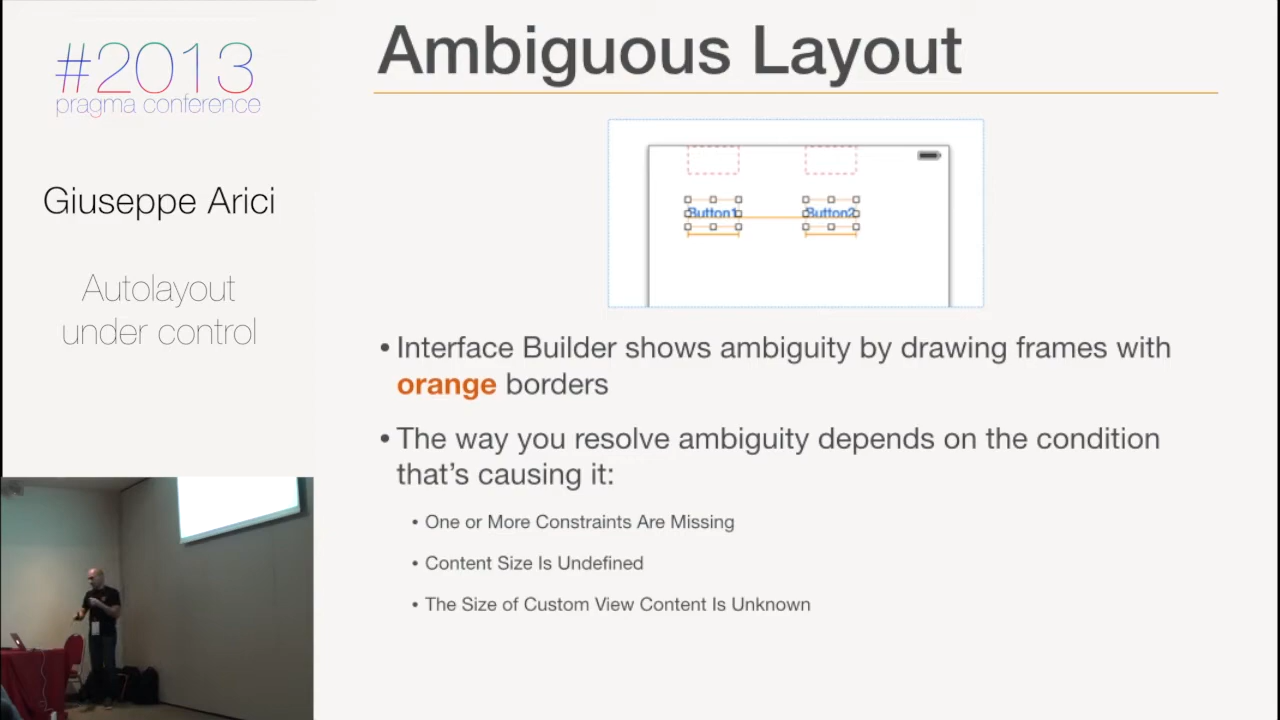 #2013
pragma conference
Giuseppe Arici
Autolayout
under control
Ambiguous Layout
Button1
Button2
• Interface Builder shows ambiguity by drawing frames with
orange borders
• The way you resolve ambiguity depends on the condition
that's causing it:
• One or More Constraints Are Missing
• Content Size Is Undefined
• The Size of Custom View Content Is Unknown